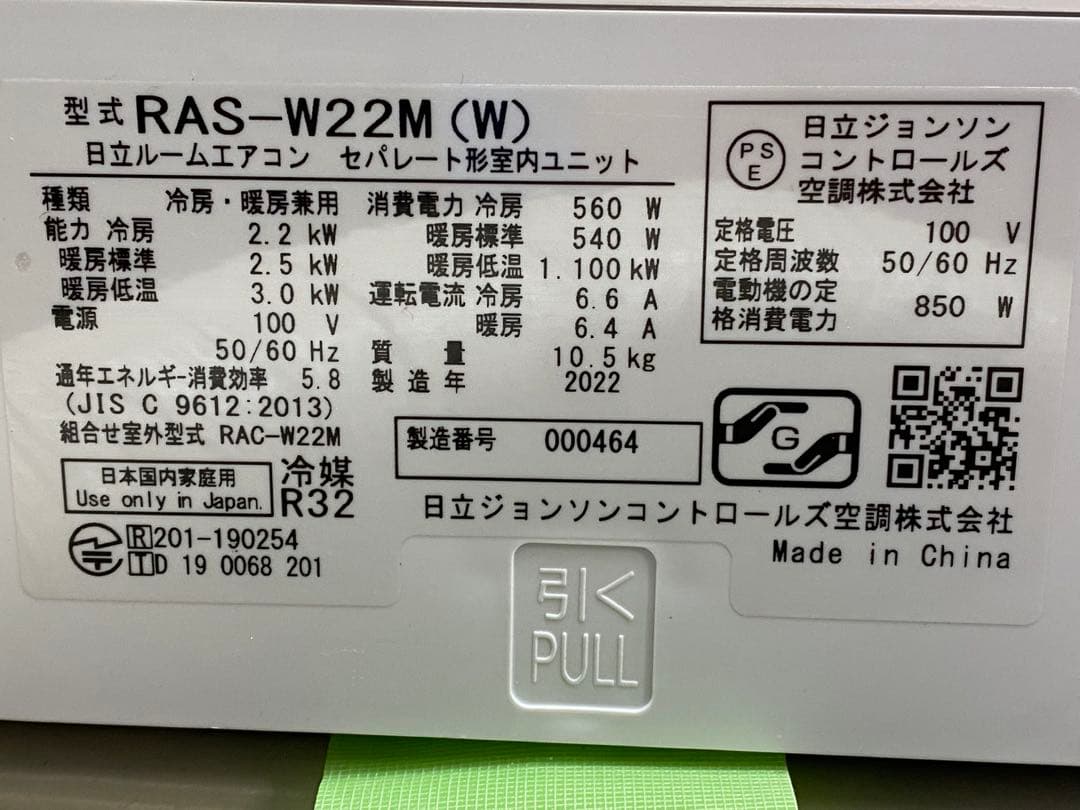 型式 RAS-W22M(W)
日立ルームエアコン セパレート形室内ユニット
種類 冷房・暖房兼用
能力 冷房 2.2 kW
暖房標準 2.5 kW
暖房低温 3.0 kW
電源 100 V
50/60 Hz
通年エネルギー消費効率 5.8
(JIS C 9612:2013)
組合せ室外型式 RAC-W22M
消費電力 冷房 560 W
暖房標準 540 W
暖房低温 1.100 kW
運転電流 冷房 6.6 A
暖房 6.4 A
質量 10.5 kg
製造年 2022
PSE
日立ジョンソン
コントロールズ
空調株式会社
定格電圧 100 V
定格周波数 50/60 Hz
電動機の定
格消費電力 850 W
日本国内家庭用
Use only in Japan.
冷媒
R32
製造番号 000464
G
R 201-190254
T D 19 0068 201
日立ジョンソンコントロールズ空調株式会社
Made in China
引く
PULL